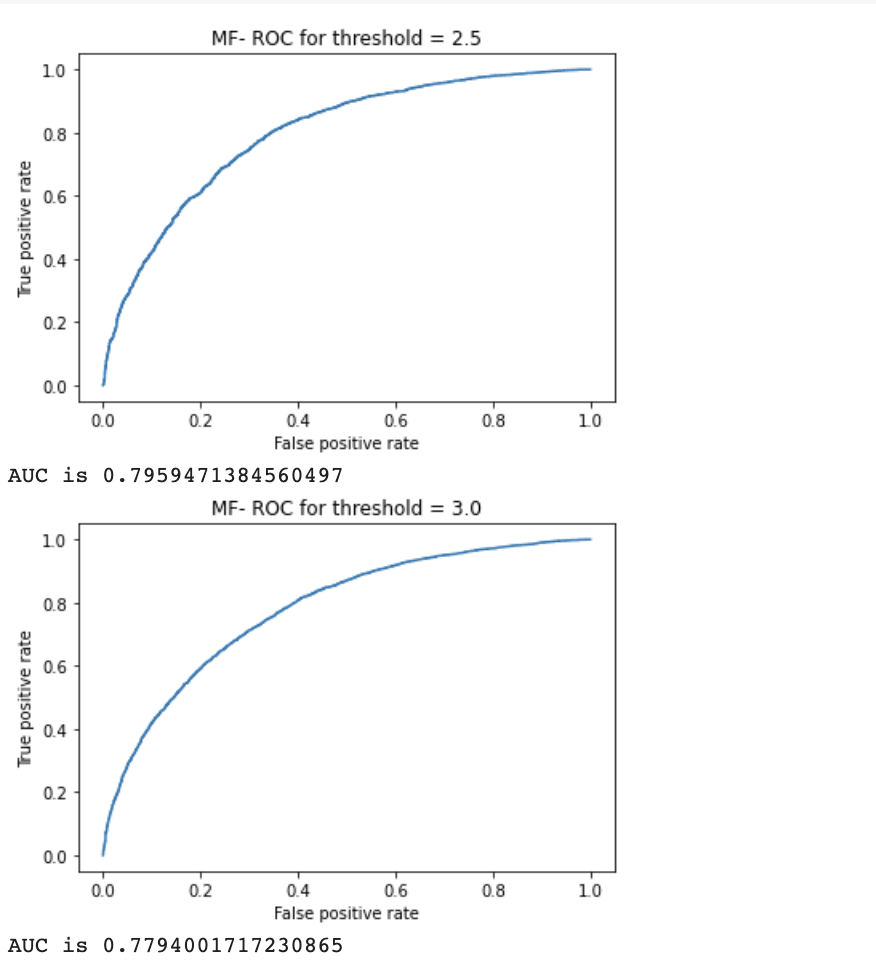 MF- ROC for threshold = 2.5
1.0
0.8
0.6
0.4
0.2
0.0
True positive rate
0.0 0.2 0.4 0.6 0.8 1.0
False positive rate
AUC is 0.7959471384560497
MF- ROC for threshold = 3.0
1.0
0.8
0.6
0.4
0.2
0.0
True positive rate
0.0 0.2 0.4 0.6 0.8 1.0
False positive rate
AUC is 0.7794001717230865